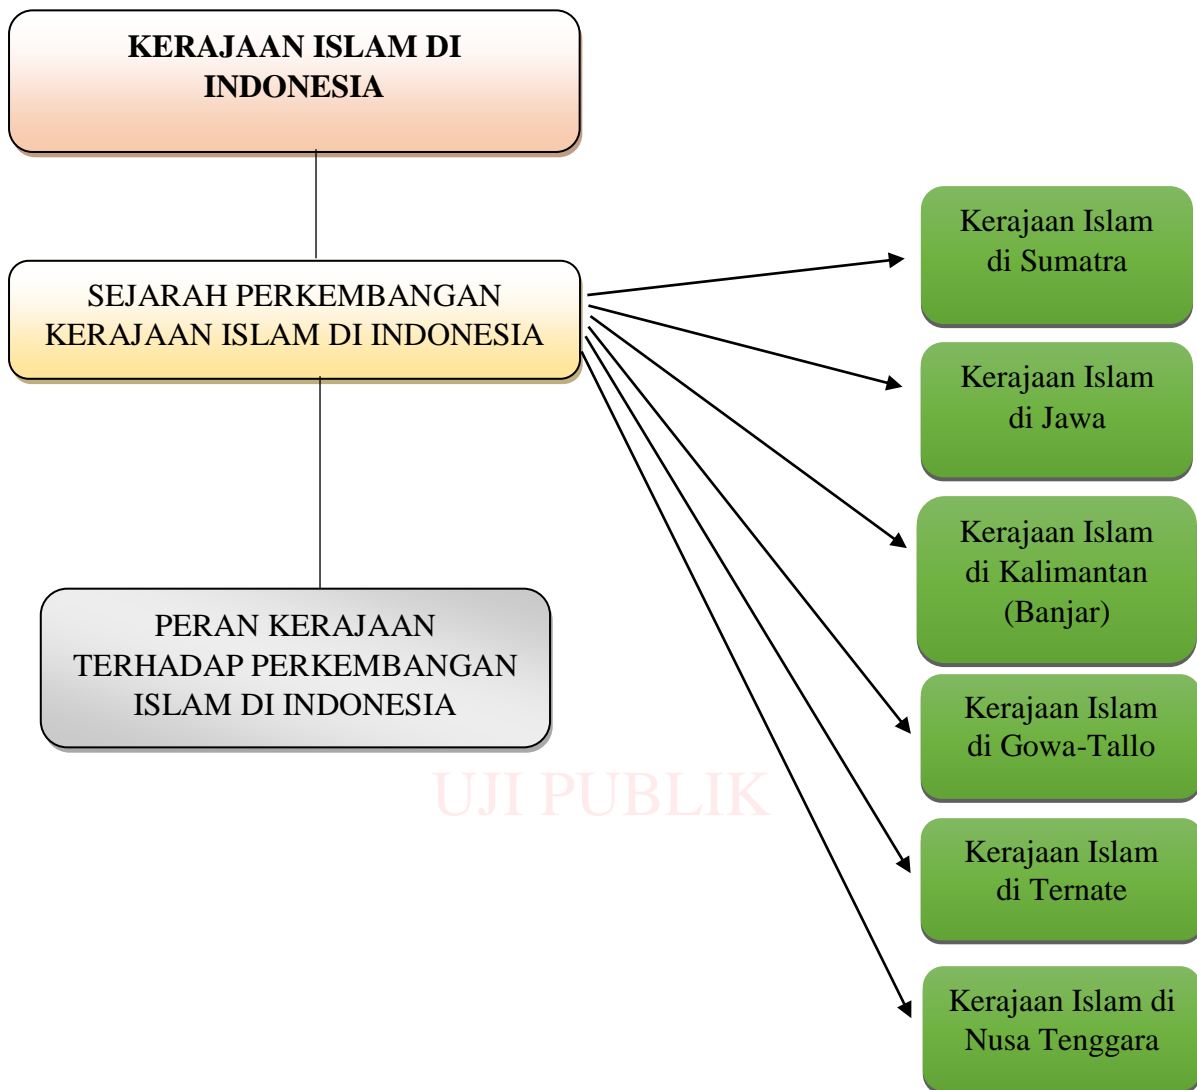 KERAJAAN ISLAM DI
INDONESIA
SEJARAH PERKEMBANGAN
KERAJAAN ISLAM DI INDONESIA
PERAN KERAJAAN
TERHADAP PERKEMBANGAN
ISLAM DI INDONESIA
UJI PUBLIK
Kerajaan Islam
di Sumatra
Kerajaan Islam
di Jawa
Kerajaan Islam
di Kalimantan
(Banjar)
Kerajaan Islam
di Gowa-Tallo
Kerajaan Islam
di Ternate
Kerajaan Islam di
Nusa Tenggara